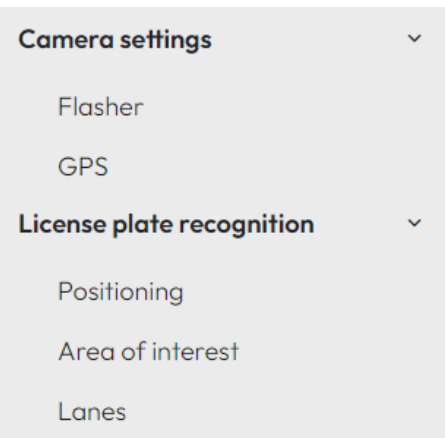 Camera settings
Flasher
GPS
License plate recognition
Positioning
Area of interest
Lanes